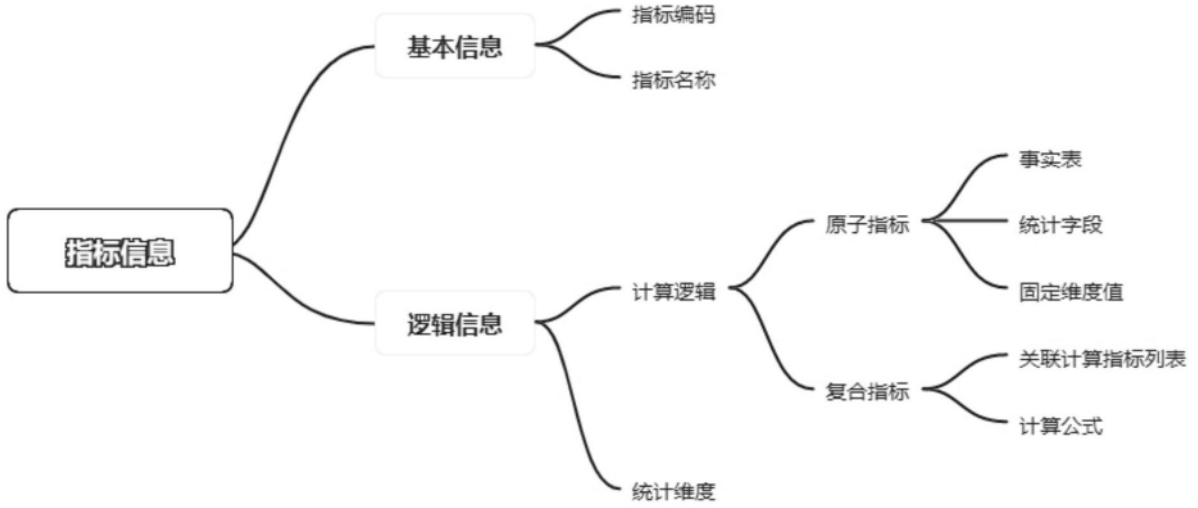 指标信息
基本信息
指标编码
指标名称
逻辑信息
计算逻辑
原子指标
事实表
统计字段
固定维度值
复合指标
关联计算指标列表
计算公式
统计维度